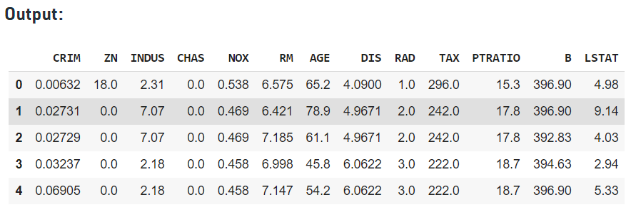 Output:
CRIM ZN INDUS CHAS NOX RM AGE DIS RAD TAX PTRATIO B LSTAT
0 0.00632 18.0 2.31 0.0 0.538 6.575 65.2 4.0900 1.0 296.0 15.3 396.90 4.98
1 0.02731 0.0 7.07 0.0 0.469 6.421 78.9 4.9671 2.0 242.0 17.8 396.90 9.14
2 0.02729 0.0 7.07 0.0 0.469 7.185 61.1 4.9671 2.0 242.0 17.8 392.83 4.03
3 0.03237 0.0 2.18 0.0 0.458 6.998 45.8 6.0622 3.0 222.0 18.7 394.63 2.94
4 0.06905 0.0 2.18 0.0 0.458 7.147 54.2 6.0622 3.0 222.0 18.7 396.90 5.33